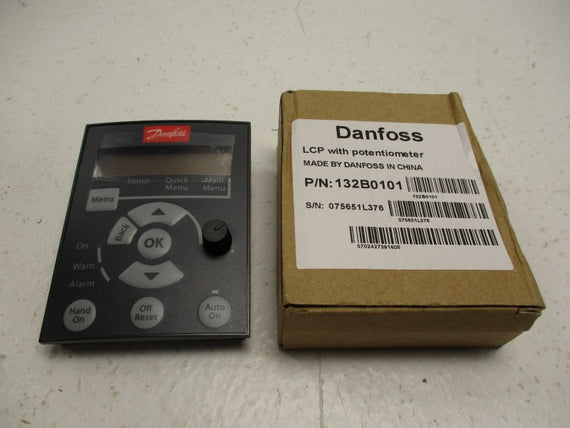 Danfoss
Status
Quick
Menu
Main
Menu
Menu
Back
OK
On
Warn.
Alarm
Hand
On
Off
Reset
Auto
On
Danfoss
LCP with potentiometer
MADE BY DANFOSS IN CHINA
P/N: 132B0101
132B0101
S/N: 075651L376
075651L376
5702427391406